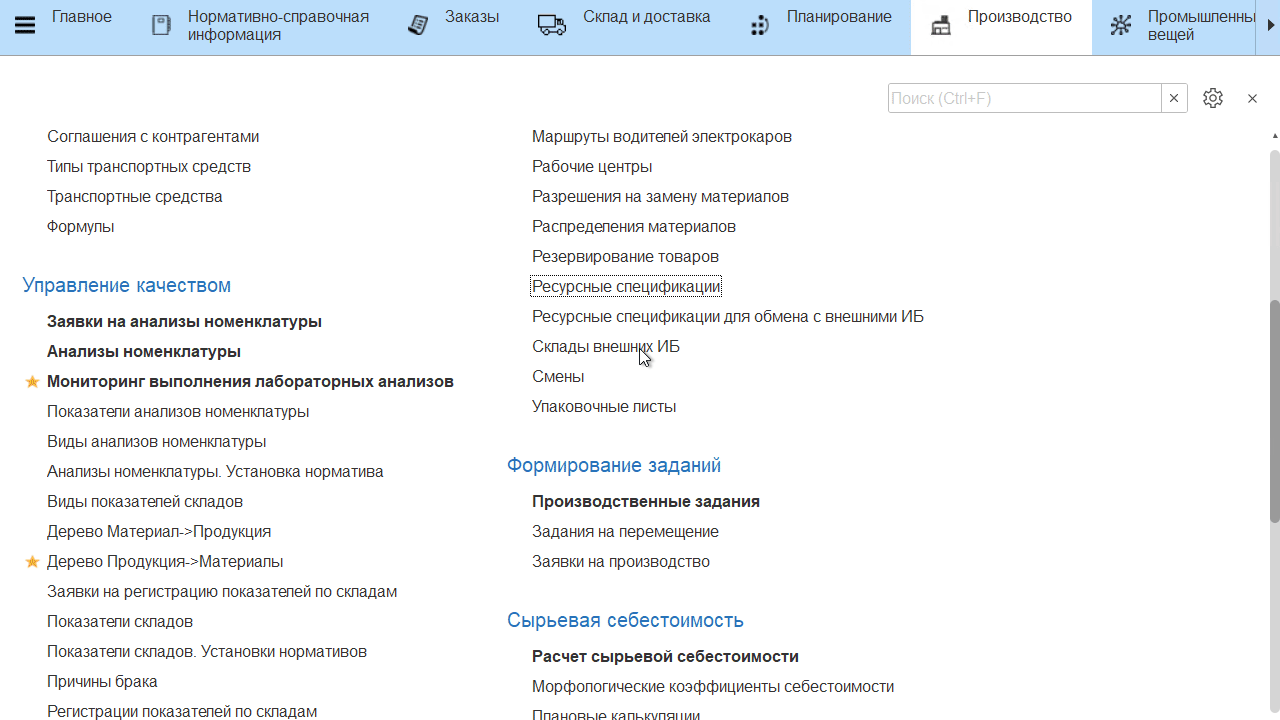 Главное
Нормативно-справочная
информация
Заказы
Склад и доставка
Планирование
Производство
Промышленны
вещей
Поиск (Ctrl+F)
Соглашения с контрагентами
Типы транспортных средств
Транспортные средства
Формулы
Управление качеством
Заявки на анализы номенклатуры
Анализы номенклатуры
Мониторинг выполнения лабораторных анализов
Показатели анализов номенклатуры
Виды анализов номенклатуры
Анализы номенклатуры. Установка норматива
Виды показателей складов
Дерево Материал->Продукция
Дерево Продукция->Материалы
Заявки на регистрацию показателей по складам
Показатели складов
Показатели складов. Установки нормативов
Причины брака
Регистрации показателей по складам
Маршруты водителей электрокаров
Рабочие центры
Разрешения на замену материалов
Распределения материалов
Резервирование товаров
Ресурсные спецификации
Ресурсные спецификации для обмена с внешними ИБ
Склады внешних ИБ
Смены
Упаковочные листы
Формирование заданий
Производственные задания
Задания на перемещение
Заявки на производство
Сырьевая себестоимость
Расчет сырьевой себестоимости
Морфологические коэффициенты себестоимости
Плановые калькуляции